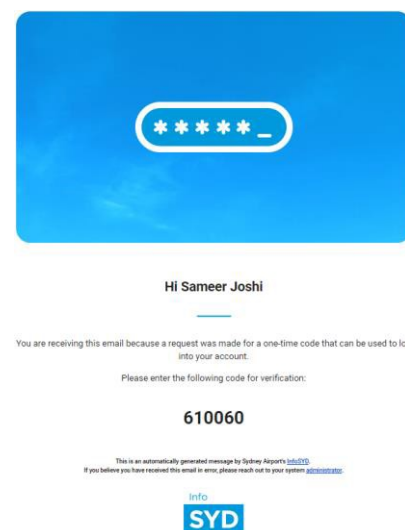 *****_
Hi Sameer Joshi
You are receiving this email because a request was made for a one-time code that can be used to lo
into your account.
Please enter the following code for verification:
610060
This is an automatically generated message by Sydney Airport's InfoSYD.
If you believe you have received this email in error, please reach out to your system administrator.
Info
SYD